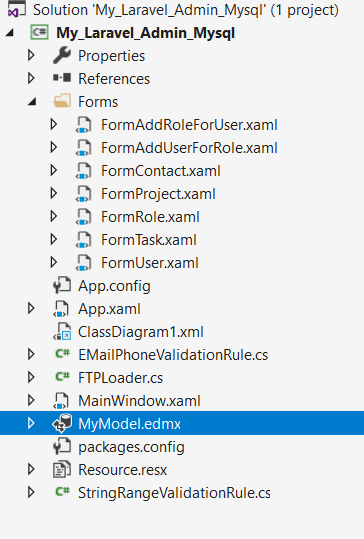 Solution 'My_Laravel_Admin_Mysql' (1 project)
My_Laravel_Admin_Mysql
Properties
References
Forms
FormAddRoleForUser.xaml
FormAddUserForRole.xaml
FormContact.xaml
FormProject.xaml
FormRole.xaml
FormTask.xaml
FormUser.xaml
App.config
App.xaml
ClassDiagram1.xml
EMailPhoneValidationRule.cs
FTPLoader.cs
MainWindow.xaml
MyModel.edmx
packages.config
Resource.resx
StringRangeValidationRule.cs